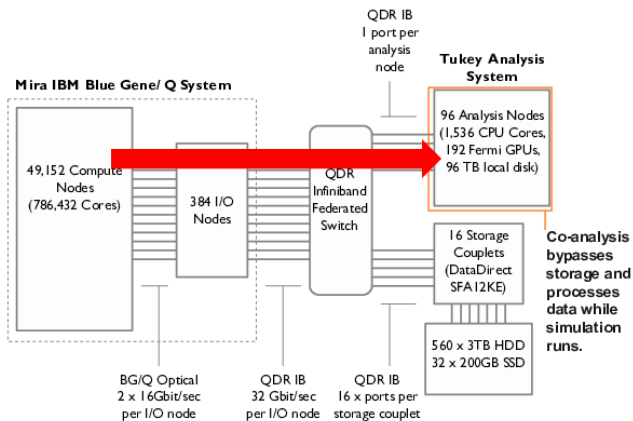 QDR IB
1 port per
analysis
node
Tukey Analysis
System
Mira IBM Blue Gene/ Q System
96 Analysis Nodes
(1,536 CPU Cores,
192 Fermi GPUs,
96 TB local disk)
49,152 Compute
Nodes
(786,432 Cores)
384 I/O
Nodes
QDR
Infiniband
Federated
Switch
16 Storage
Couplets
(DataDirect
SFA12KE)
Co-analysis
bypasses
storage and
processes
data while
simulation
runs.
560 x 3TB HDD
32 x 200GB SSD
BG/Q Optical
2 x 16Gbit/sec
per I/O node
QDR IB
32 Gbit/sec
per I/O node
QDR IB
16 x ports per
storage couplet